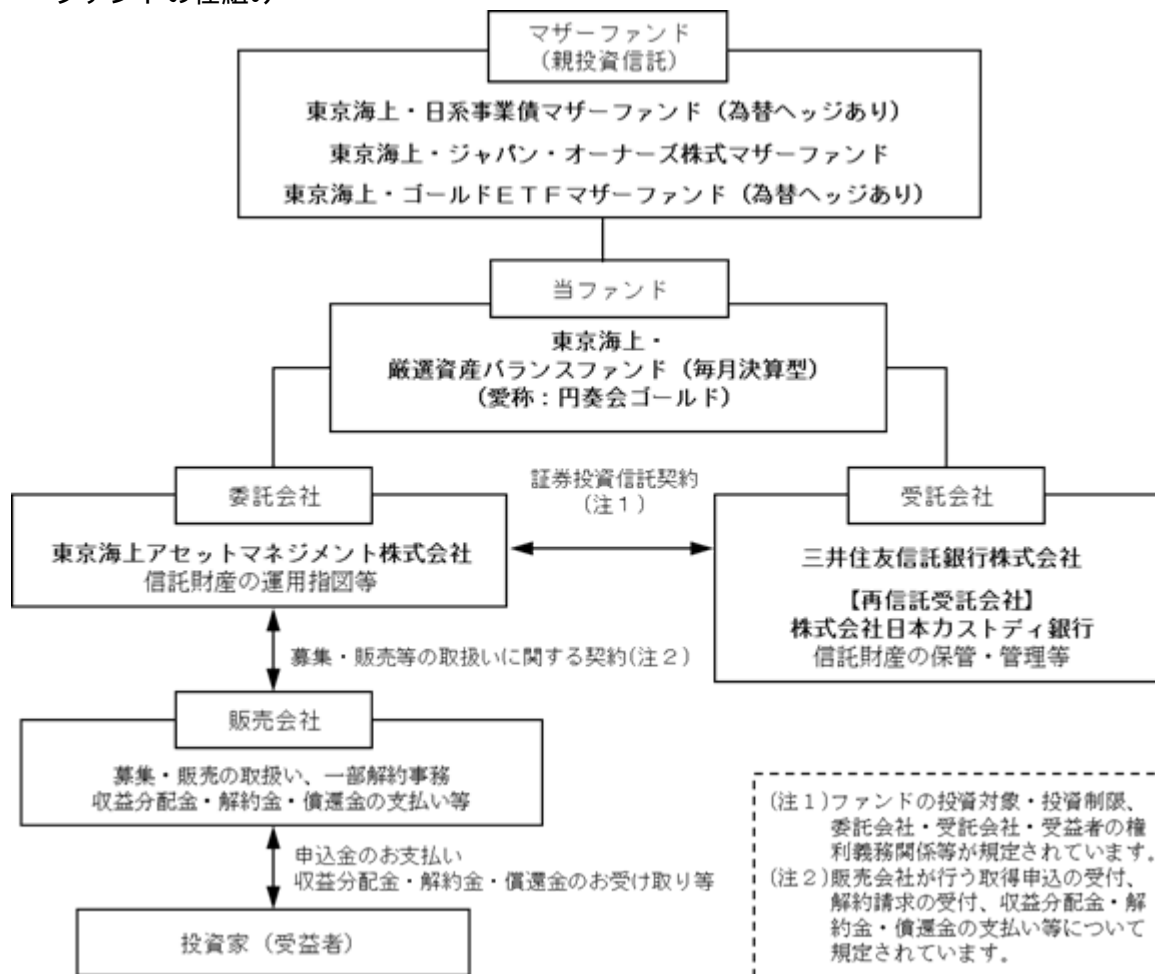 ファンドの仕組み
マザーファンド
(親投資信託)
東京海上・日系事業債マザーファンド（為替ヘッジあり）
東京海上・ジャパン・オーナーズ株式マザーファンド
東京海上・ゴールドＥＴＦマザーファンド（為替ヘッジあり）
当ファンド
東京海上・
厳選資産バランスファンド（毎月決算型）
(愛称：円奏会ゴールド）
委託会社
東京海上アセットマネジメント株式会社
信託財産の運用指図等
証券投資信託契約
(注１)
受託会社
三井住友信託銀行株式会社
【再信託受託会社】
株式会社日本カストディ銀行
信託財産の保管・管理等
募集・販売等の取扱いに関する契約(注２)
販売会社
募集・販売の取扱い、一部解約事務
収益分配金・解約金・償還金の支払い等
申込金のお支払い
収益分配金・解約金・償還金のお受け取り等
投資家（受益者）
(注１)ファンドの投資対象・投資制限、
委託会社・受託会社・受益者の権
利義務関係等が規定されています。
(注２)販売会社が行う取得申込の受付、
解約請求の受付、収益分配金・解
約金・償還金の支払い等について
規定されています。